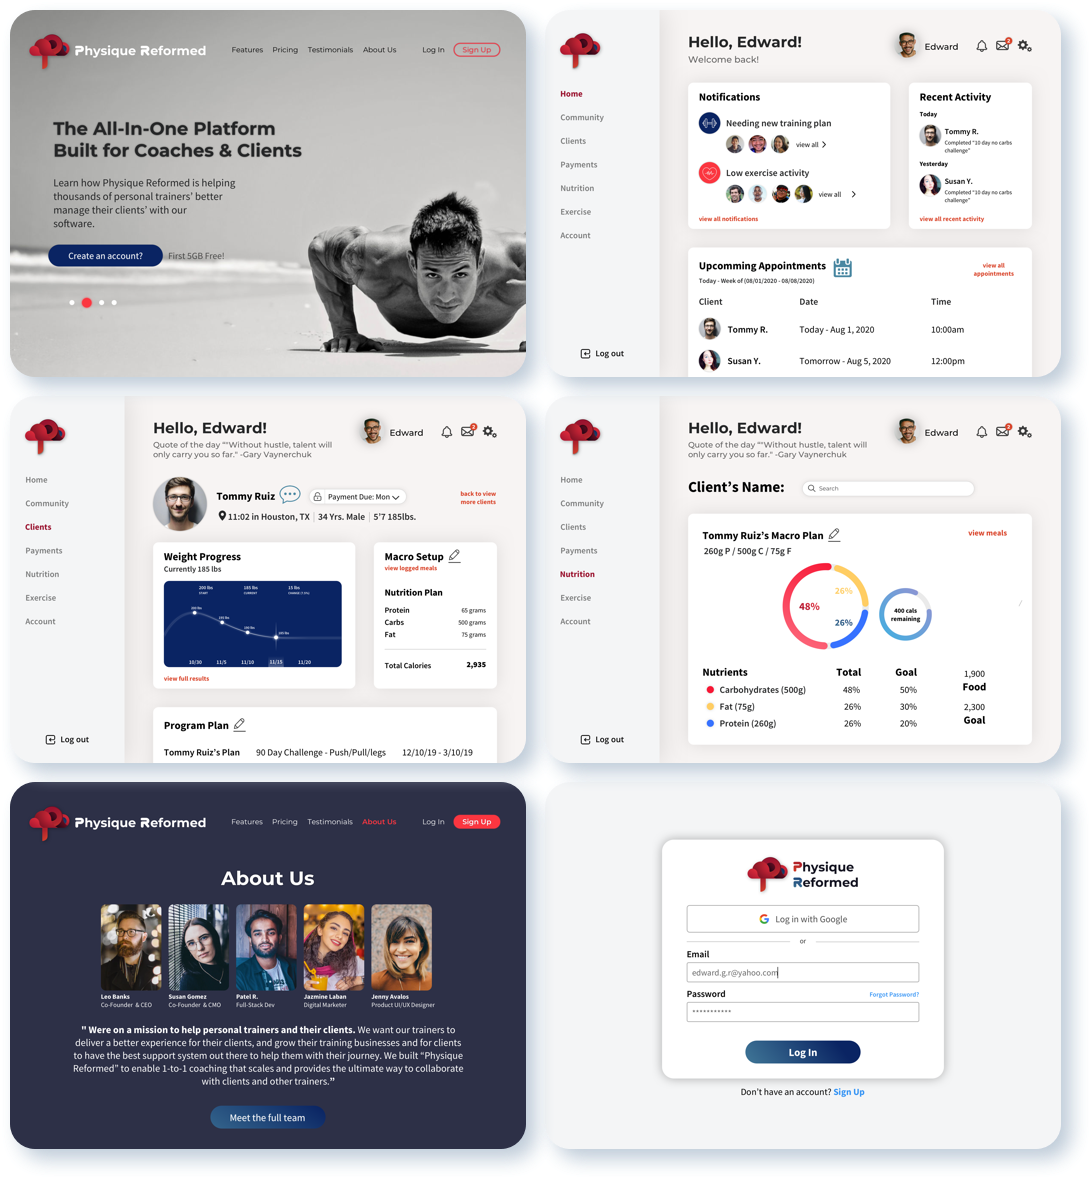 Physique Reformed
Features Pricing Testimonials About Us Log In Sign Up
The All-In-One Platform
Built for Coaches & Clients
Learn how Physique Reformed is helping
thousands of personal trainers’ better
manage their clients’ with our
software.
Create an account? First 5GB Free!
Hello, Edward!
Welcome back!
Edward
2
Home
Community
Clients
Payments
Nutrition
Exercise
Account
Log out
Notifications
Needing new training plan
view all
Low exercise activity
view all
view all notifications
Recent Activity
Today
Tommy R.
Completed "10 day no carbs
challenge"
Yesterday
Susan Y.
Completed "10 day no carbs
challenge"
view all recent activity
Upcomming Appointments
Today - Week of (08/01/2020 - 08/08/2020)
view all
appointments
Client Date Time
Tommy R. Today - Aug 1, 2020 10:00am
Susan Y. Tomorrow - Aug 5, 2020 12:00pm
Home
Community
Clients
Payments
Nutrition
Exercise
Account
Log out
Hello, Edward!
Quote of the day ""Without hustle, talent will
only carry you so far." -Gary Vaynerchuk
Edward
2
Tommy Ruiz
Payment Due: Mon
back to view
more clients
11:02 in Houston, TX | 34 Yrs. Male | 5'7 185lbs.
Weight Progress
Currently 185 lbs
200 lbs 185 lbs 15 lbs
START CURRENT CHANGE (7.5%)
200 lbs
10/30 11/5 11/10 11/15 11/20
view full results
Macro Setup
view logged meals
Nutrition Plan
Protein 65 grams
Carbs 500 grams
Fat 75 grams
Total Calories 2,935
Program Plan
Tommy Ruiz's Plan 90 Day Challenge - Push/Pull/legs 12/10/19 - 3/10/19
Home
Community
Clients
Payments
Nutrition
Exercise
Account
Log out
Hello, Edward!
Quote of the day ""Without hustle, talent will
only carry you so far." -Gary Vaynerchuk
Edward
2
Client’s Name:
Search
Tommy Ruiz’s Macro Plan
view meals
260g P / 500g C / 75g F
26%
48%
26%
400 cals
remaining
Nutrients Total Goal
Carbohydrates (500g) 48% 50%
Fat (75g) 26% 30%
Protein (260g) 26% 20%
1,900
Food
2,300
Goal
Physique Reformed
Features Pricing Testimonials About Us Log In Sign Up
About Us
Leo Banks
Co-Founder & CEO
Susan Gomez
Co-Founder & CMO
Patel R.
Full-Stack Dev
Jazmine Laban
Digital Marketer
Jenny Avalos
Product UI/UX Designer
" Were on a mission to help personal trainers and their clients. We want our trainers to
deliver a better experience for their clients, and grow their training businesses and for clients
to have the best support system out there to help them with their journey. We built “Physique
Reformed” to enable 1-to-1 coaching that scales and provides the ultimate way to collaborate
with clients and other trainers.”
Meet the full team
Physique
Reformed
Log in with Google
or
Email
edward.g.r@yahoo.com
Password
Forgot Password?
***********
Log In
Don’t have an account? Sign Up